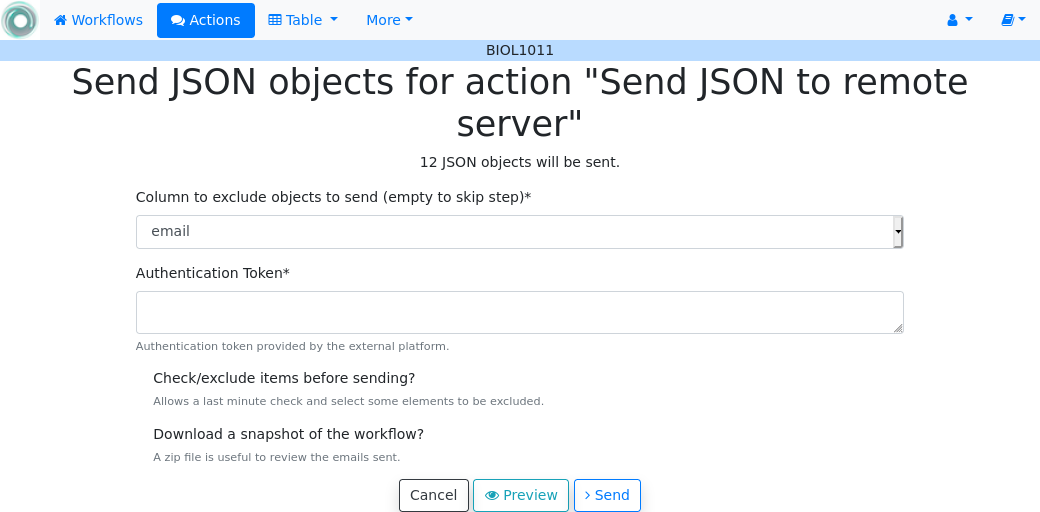 Workflows Actions Table More
BIOL1011
Send JSON objects for action "Send JSON to remote
server"
12 JSON objects will be sent.
Column to exclude objects to send (empty to skip step)*
email
Authentication Token*
Authentication token provided by the external platform.
Check/exclude items before sending?
Allows a last minute check and select some elements to be excluded.
Download a snapshot of the workflow?
A zip file is useful to review the emails sent.
Cancel Preview Send